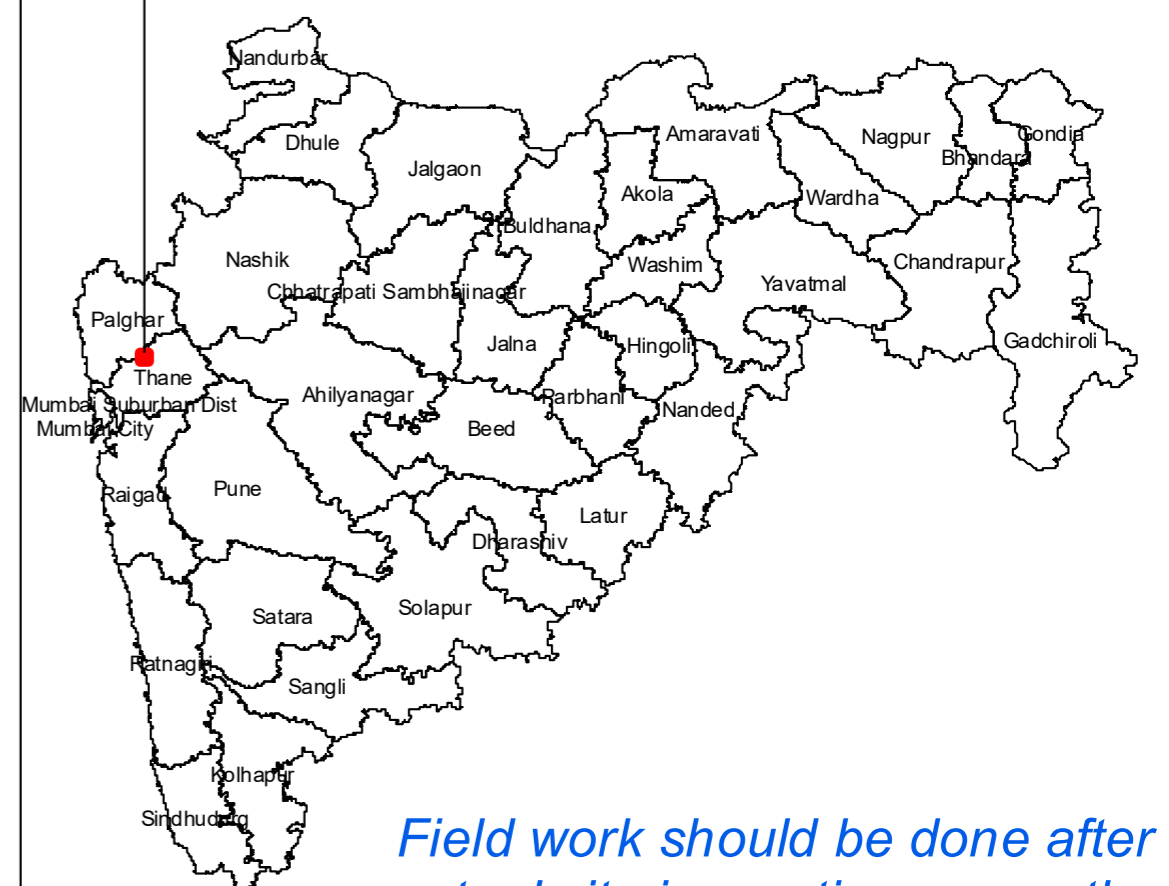 Nandurbar
Dhule
Jalgaon
Amaravati
Nagpur
Bhandara
Gondia
Akola
Wardha
Buldhana
Nashik
Washim
Chandrapur
Yavatmal
Chhatrapati Sambhajinagar
Palghar
Jalna
Hingoli
Gadchiroli
Thane
Ahilyanagar
Parbhani
Nanded
Mumbai Suburban Dist
Mumbai City
Beed
Raigad
Pune
Latur
Dharashiv
Satara
Solapur
Ratnagiri
Sangli
Kolhapur
Sindhudurg
Field work should be done after